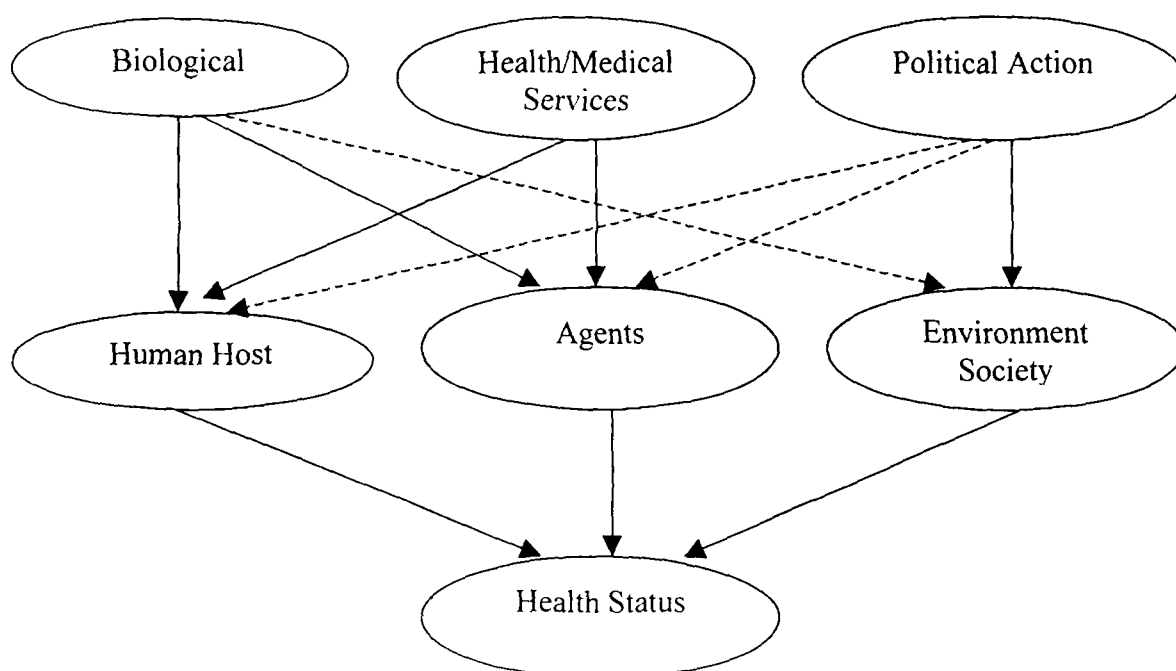 Biological
Health/Medical
Services
Political Action
Human Host
Agents
Environment
Society
Health Status